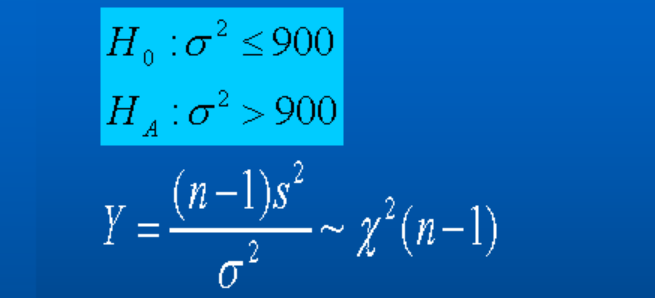 H₀ : σ² ≤ 900
H_A : σ² > 900
Y = (n−1)s² / σ² ~ χ²(n−1)